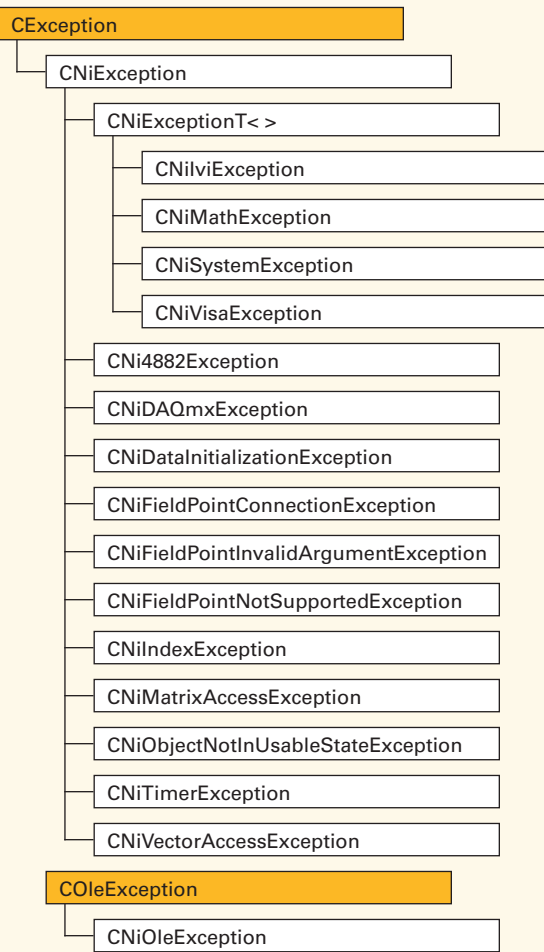 CException
CNiException
CNiExceptionT< >
CNiIviException
CNiMathException
CNiSystemException
CNiVisaException
CNi4882Exception
CNiDAQmxException
CNiDataInitializationException
CNiFieldPointConnectionException
CNiFieldPointInvalidArgumentException
CNiFieldPointNotSupportedException
CNiIndexException
CNiMatrixAccessException
CNiObjectNotInUsableStateException
CNiTimerException
CNiVectorAccessException
COleException
CNiOleException